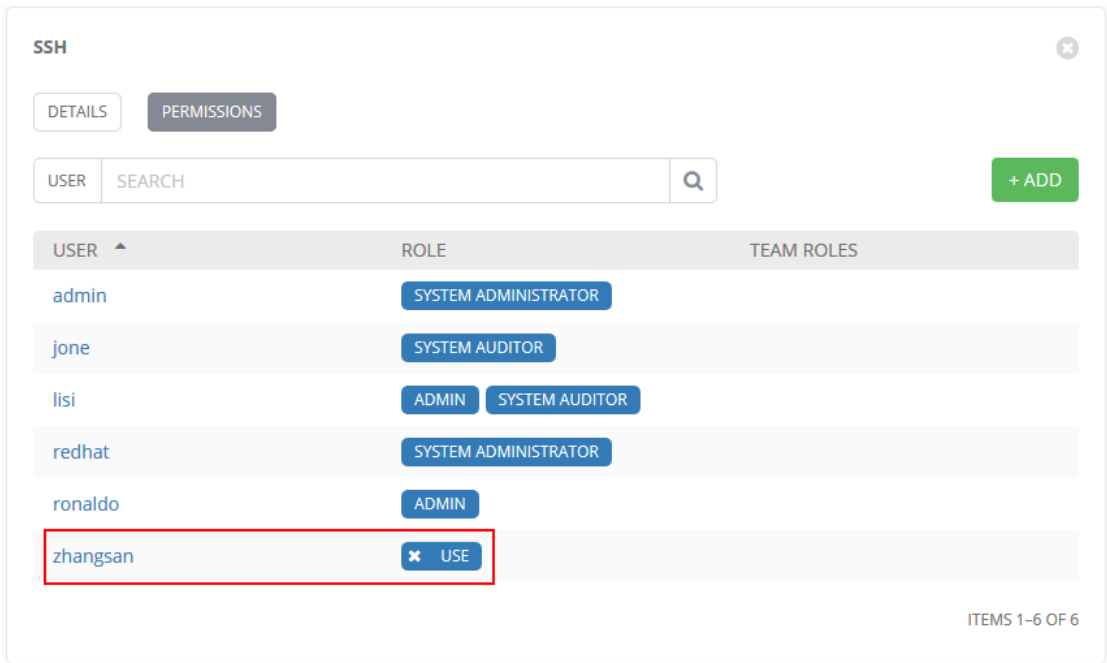 SSH
DETAILS PERMISSIONS
USER SEARCH + ADD
USER ROLE TEAM ROLES
admin SYSTEM ADMINISTRATOR
jone SYSTEM AUDITOR
lisi ADMIN SYSTEM AUDITOR
redhat SYSTEM ADMINISTRATOR
ronaldo ADMIN
zhangsan USE
ITEMS 1–6 OF 6